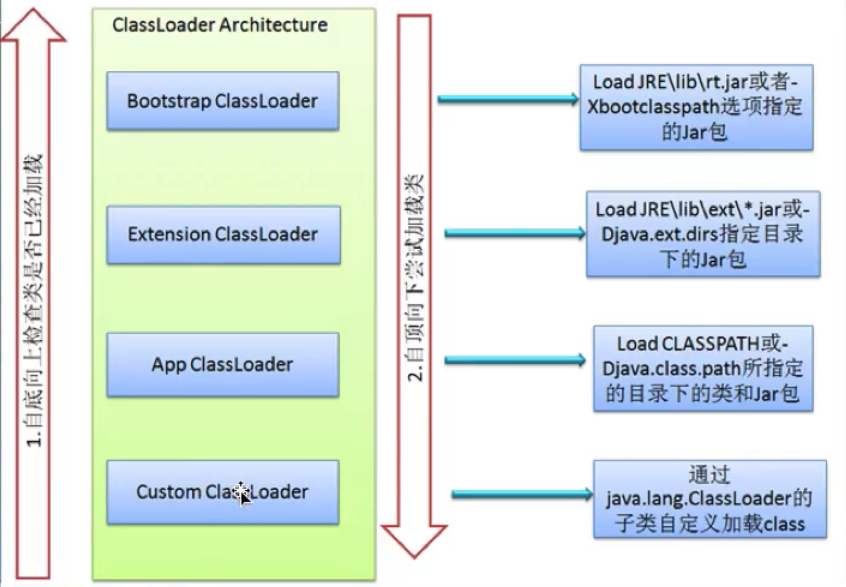 ClassLoader Architecture
1.自底向上检查类是否已经加载
2.自顶向下尝试加载类
Bootstrap ClassLoader
Load JRE\lib\rt.jar或者-
Xbootclasspath选项指定
的Jar包
Extension ClassLoader
Load JRE\lib\ext\*.jar或-
Djava.ext.dirs指定目录
下的Jar包
App ClassLoader
Load CLASSPATH或-
Djava.class.path所指定
的目录下的类和Jar包
Custom ClassLoader
通过
java.lang.ClassLoader的
子类自定义加载class